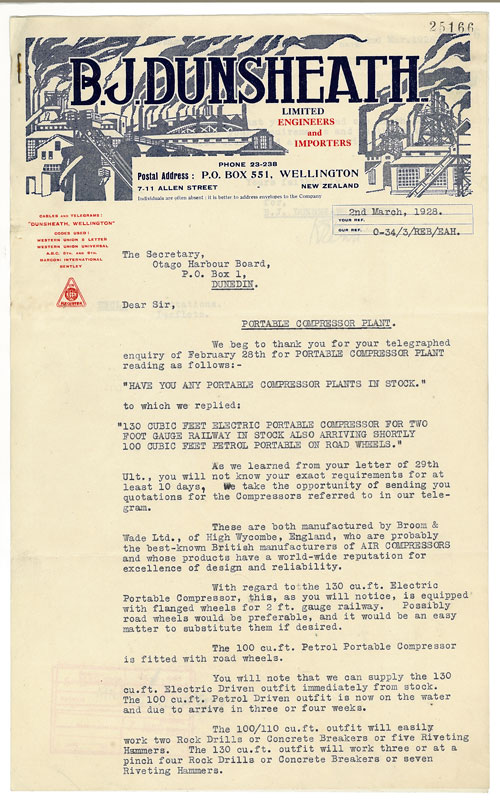 25166
B.J. DUNSHEATH.
LIMITED
ENGINEERS
and
IMPORTERS
PHONE 23-238
Postal Address : P.O. BOX 551, WELLINGTON
7-11 ALLEN STREET NEW ZEALAND
Individuals are often absent : it is better to address envelopes to the Company
CABLES AND TELEGRAMS :
"DUNSHEATH, WELLINGTON"
CODES USED :
WESTERN UNION 5 LETTER
WESTERN UNION UNIVERSAL
A.B.C. 5TH. AND 6TH.
MARCONI INTERNATIONAL
BENTLEY
2nd March, 1928.
YOUR REF.
OUR REF. O-34/3/REB/EAH.
The Secretary,
Otago Harbour Board,
P.O. Box 1,
DUNEDIN.
Dear Sir,
PORTABLE COMPRESSOR PLANT.
We beg to thank you for your telegraphed
enquiry of February 28th for PORTABLE COMPRESSOR PLANT
reading as follows:-
"HAVE YOU ANY PORTABLE COMPRESSOR PLANTS IN STOCK."
to which we replied:
"130 CUBIC FEET ELECTRIC PORTABLE COMPRESSOR FOR TWO
FOOT GAUGE RAILWAY IN STOCK ALSO ARRIVING SHORTLY
100 CUBIC FEET PETROL PORTABLE ON ROAD WHEELS."
As we learned from your letter of 29th
Ult., you will not know your exact requirements for at
least 10 days. We take the opportunity of sending you
quotations for the Compressors referred to in our tele-
gram.
These are both manufactured by Broom &
Wade Ltd., of High Wycombe, England, who are probably
the best-known British manufacturers of AIR COMPRESSORS
and whose products have a world-wide reputation for
excellence of design and reliability.
With regard to the 130 cu.ft. Electric
Portable Compressor, this, as you will notice, is equipped
with flanged wheels for 2 ft. gauge railway. Possibly
road wheels would be preferable, and it would be an easy
matter to substitute them if desired.
The 100 cu.ft. Petrol Portable Compressor
is fitted with road wheels.
You will note that we can supply the 130
cu.ft. Electric Driven outfit immediately from stock.
The 100 cu.ft. Petrol Driven outfit is now on the water
and due to arrive in three or four weeks.
The 100/110 cu.ft. outfit will easily
work two Rock Drills or Concrete Breakers or five Riveting
Hammers. The 130 cu.ft. outfit will work three or at a
pinch four Rock Drills or Concrete Breakers or seven
Riveting Hammers.